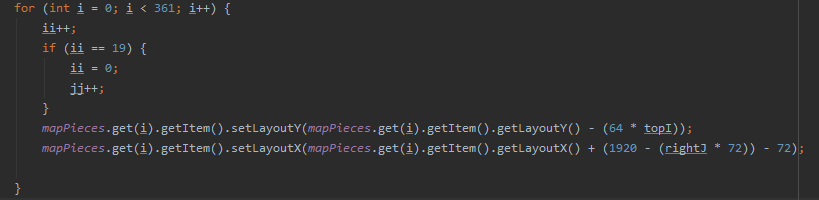 for (int i = 0; i < 361; i++) {
    ii++;
    if (ii == 19) {
        ii = 0;
        jj++;
    }
    mapPieces.get(i).getItem().setLayoutY(mapPieces.get(i).getItem().getLayoutY() - (64 * topI));
    mapPieces.get(i).getItem().setLayoutX(mapPieces.get(i).getItem().getLayoutX() + (1920 - (rightJ * 72)) - 72);
}